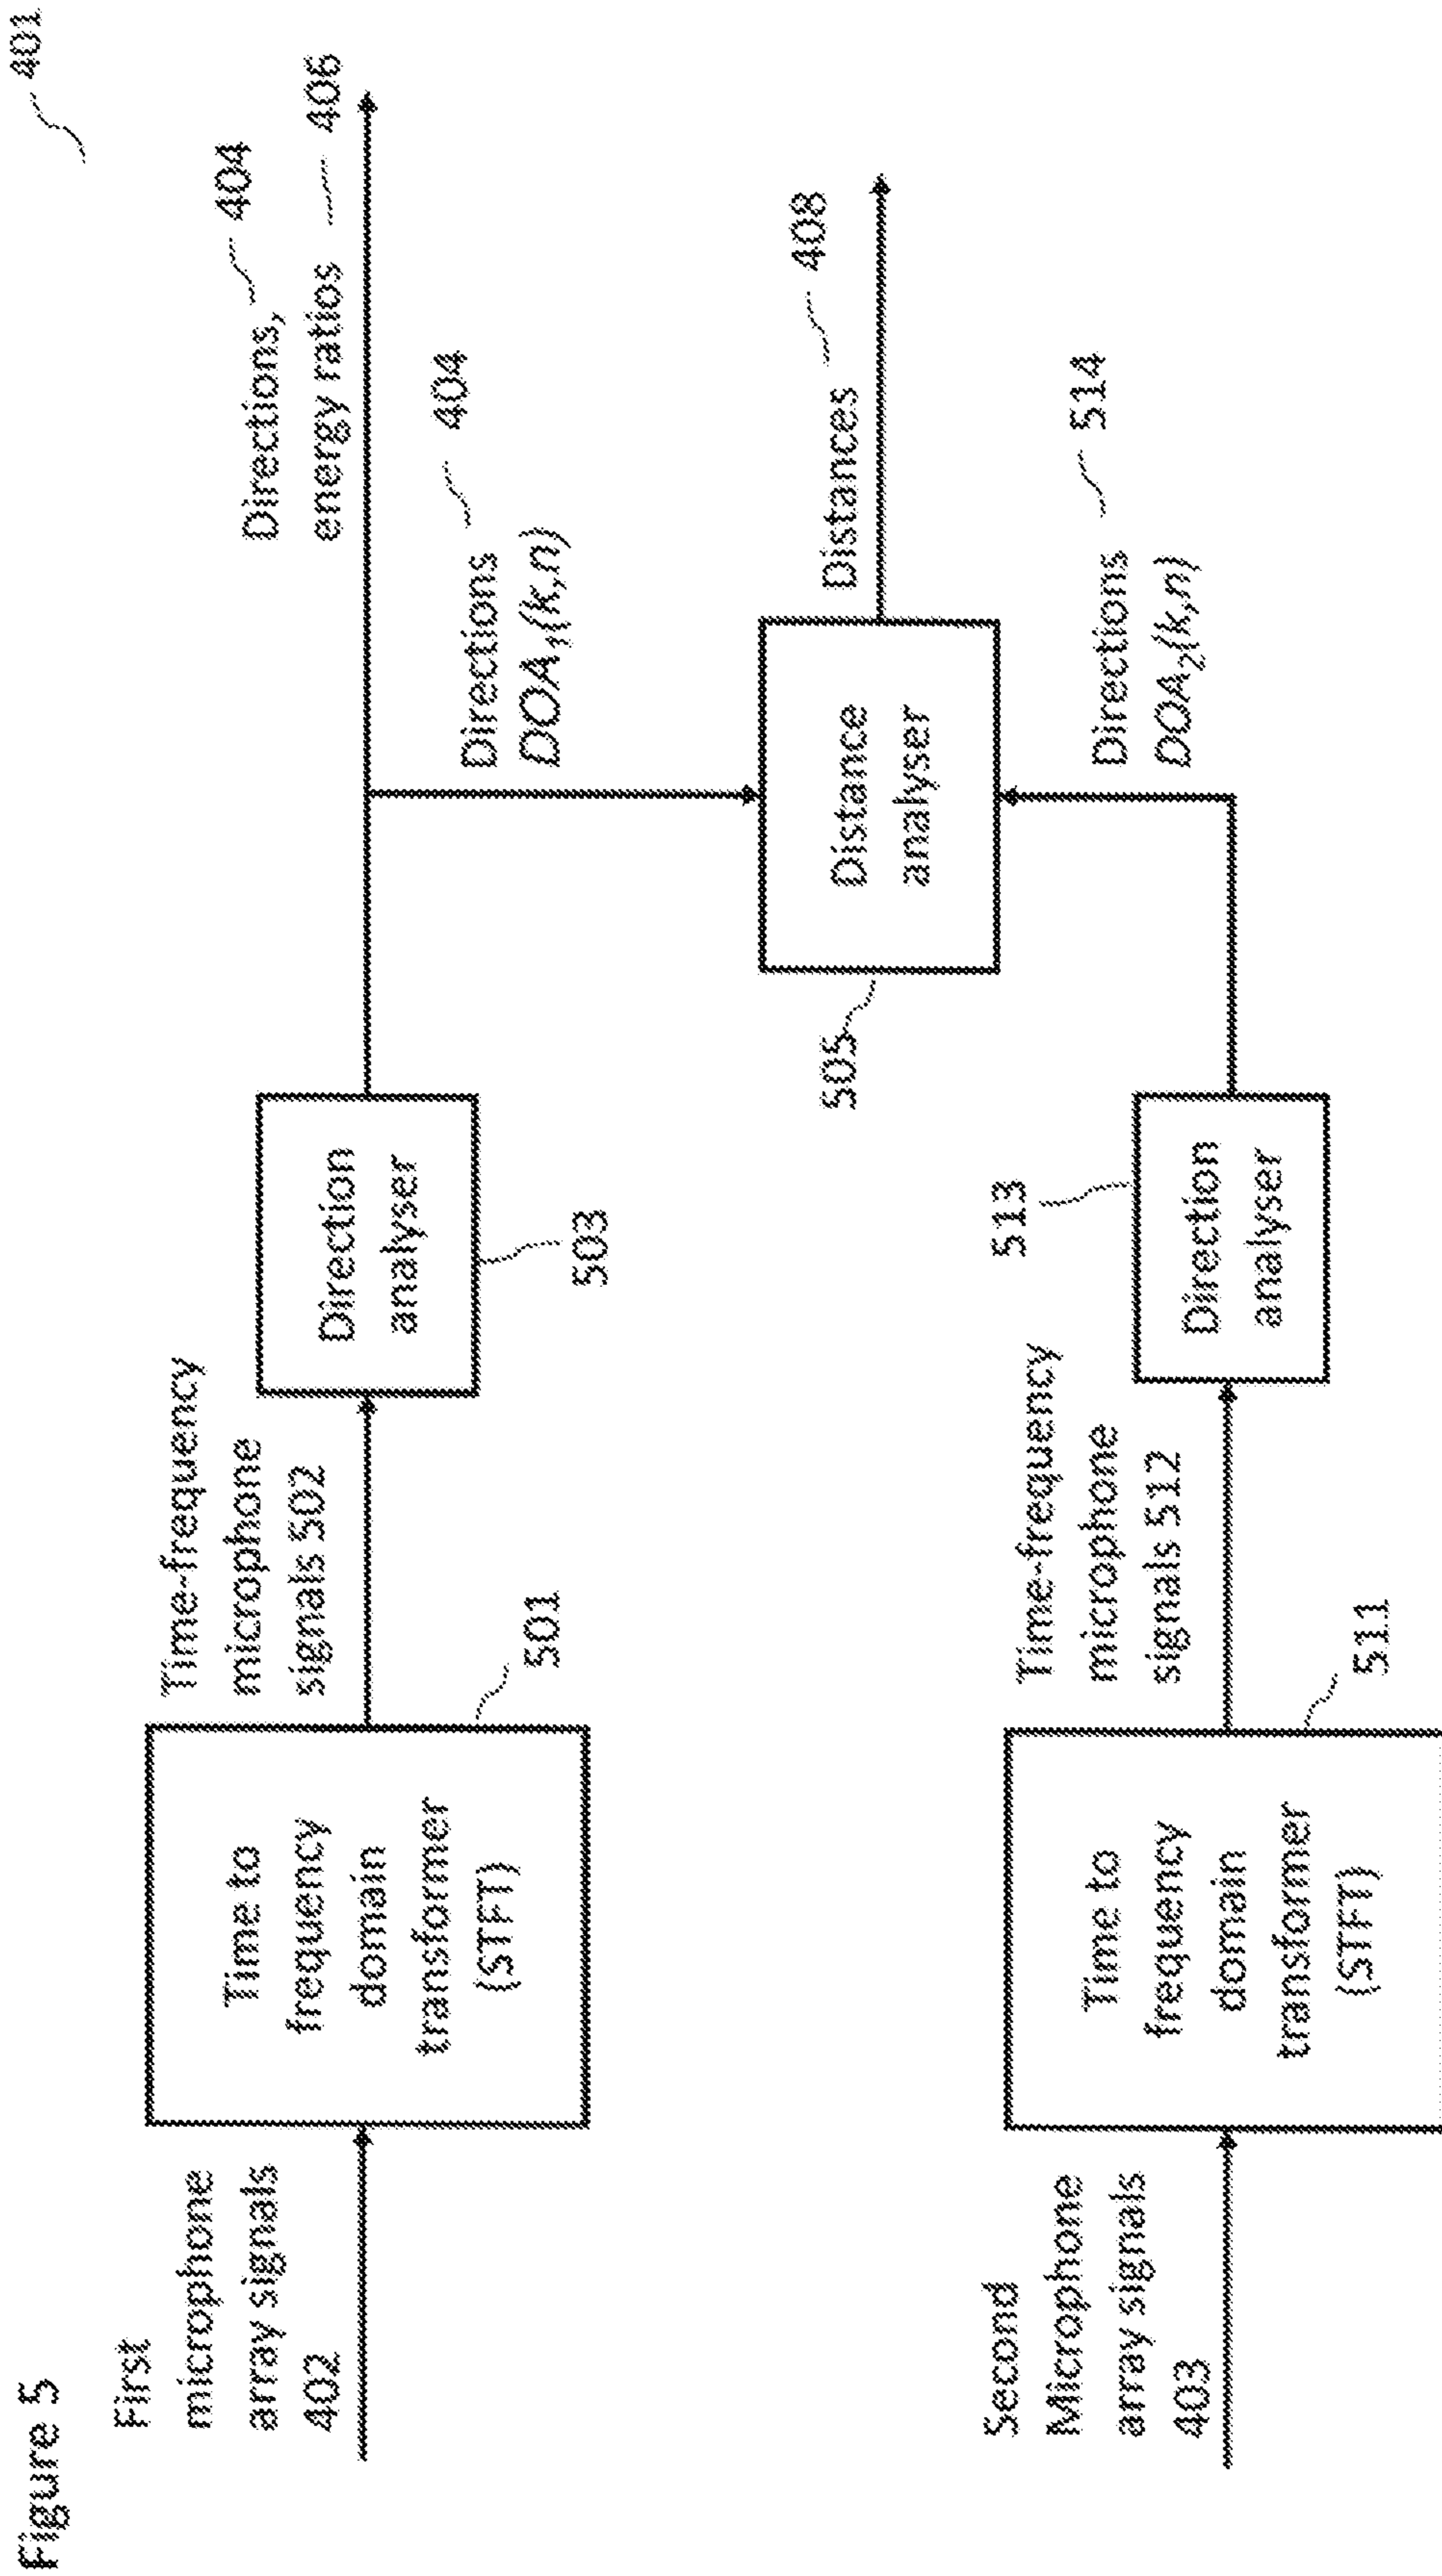 Figure 5
401
First
microphone
array signals
402
Time to
frequency
domain
transformer
(STFT)
501
Time-frequency
microphone
signals 502
Direction
analyser
503
Directions,
404
energy ratios
406
Directions
DOA₁(k,n)
404
Distance
analyser
505
Distances
408
Second
Microphone
array signals
403
Time to
frequency
domain
transformer
(STFT)
511
Time-frequency
microphone
signals 512
Direction
analyser
513
Directions
DOA₂(k,n)
514